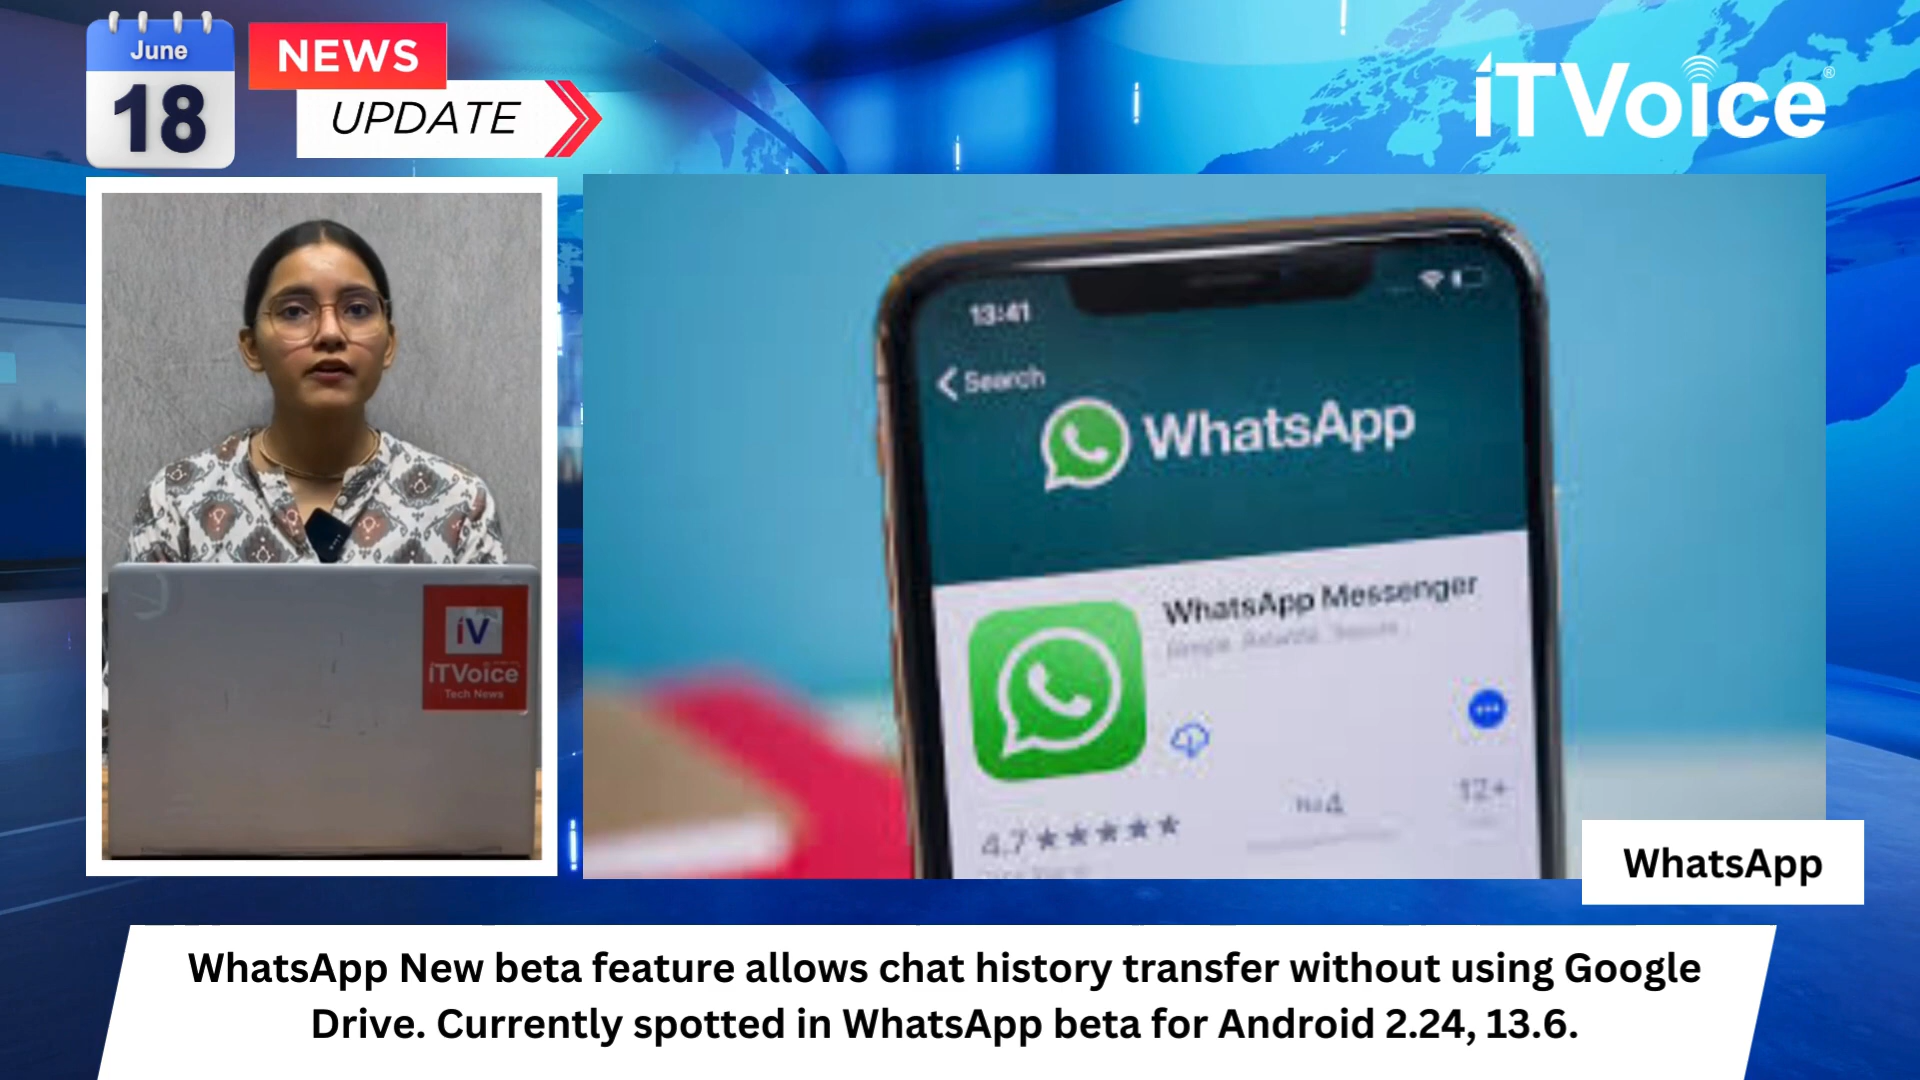 June
18
NEWS
UPDATE
iTVoice®
13:41
Search
WhatsApp
WhatsApp Messenger
4.7 ★★★★★
12+
iV
iTVoice
Tech News
WhatsApp
WhatsApp New beta feature allows chat history transfer without using Google
Drive. Currently spotted in WhatsApp beta for Android 2.24, 13.6.